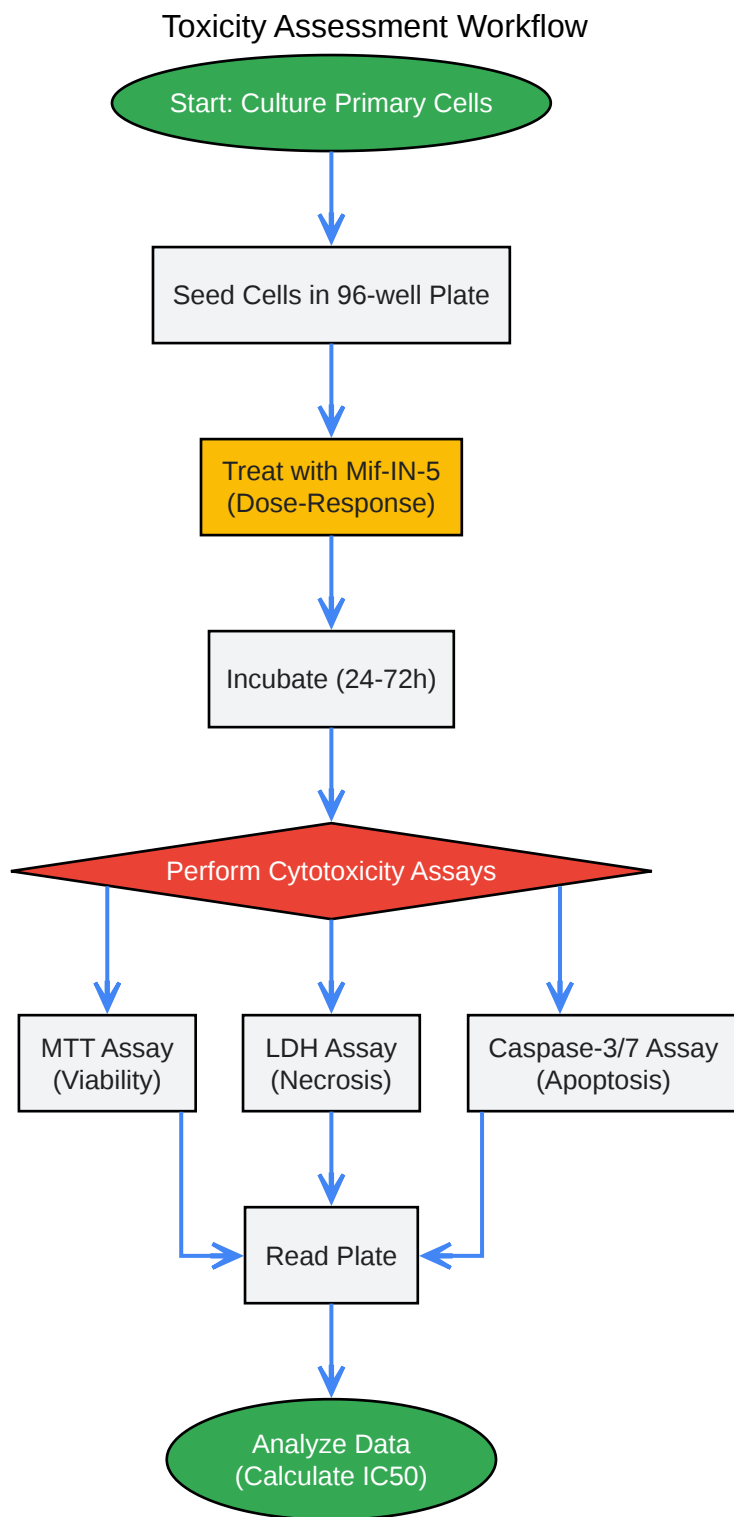 Toxicity Assessment Workflow
Start: Culture Primary Cells
Seed Cells in 96-well Plate
Treat with Mif-IN-5
(Dose-Response)
Incubate (24-72h)
Perform Cytotoxicity Assays
MTT Assay
(Viability)
LDH Assay
(Necrosis)
Caspase-3/7 Assay
(Apoptosis)
Read Plate
Analyze Data
(Calculate IC50)